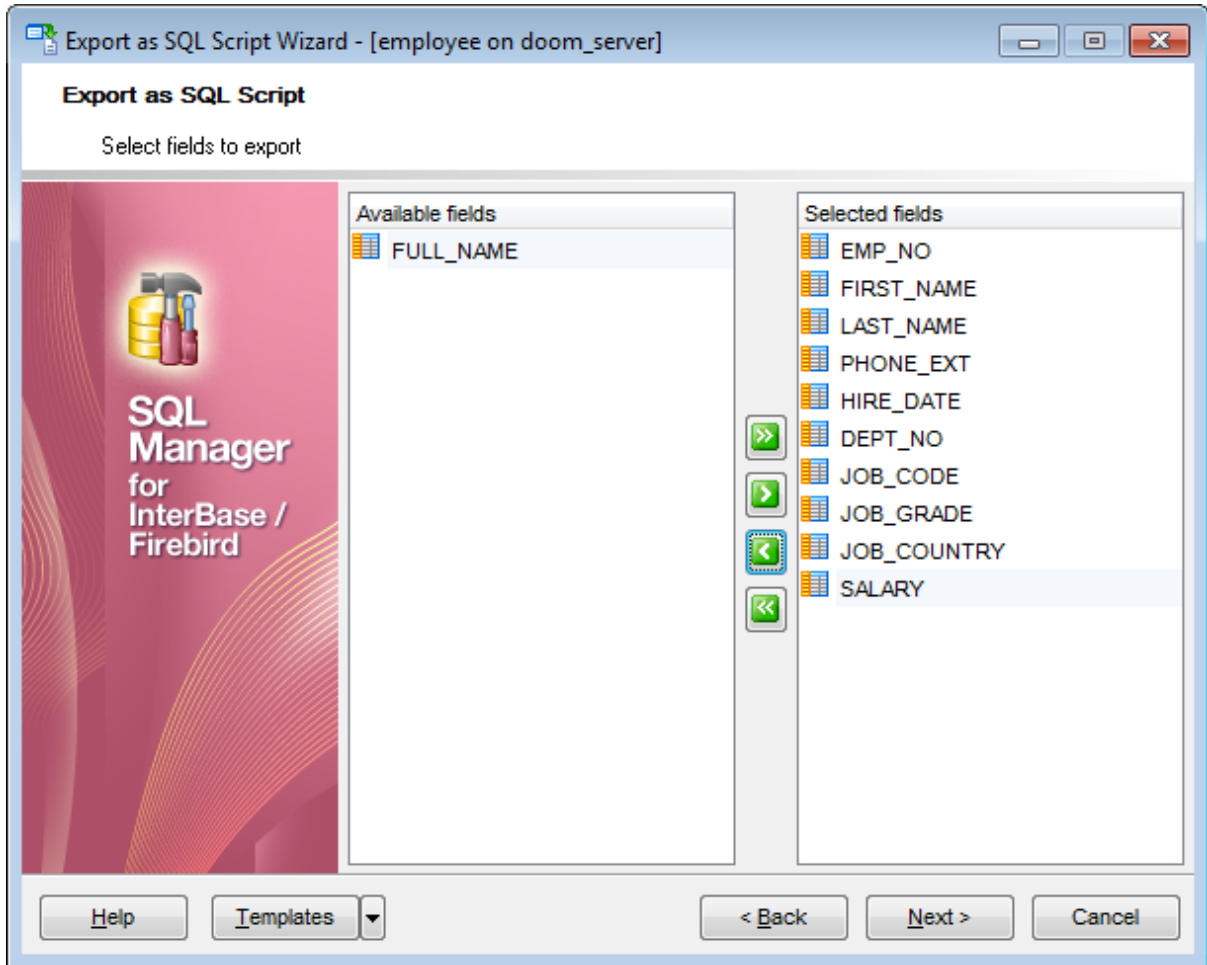 Export as SQL Script Wizard - [employee on doom_server]
Export as SQL Script
Select fields to export
SQL
Manager
for
InterBase /
Firebird
Available fields
FULL_NAME
Selected fields
EMP_NO
FIRST_NAME
LAST_NAME
PHONE_EXT
HIRE_DATE
DEPT_NO
JOB_CODE
JOB_GRADE
JOB_COUNTRY
SALARY
Help
Templates
< Back
Next >
Cancel